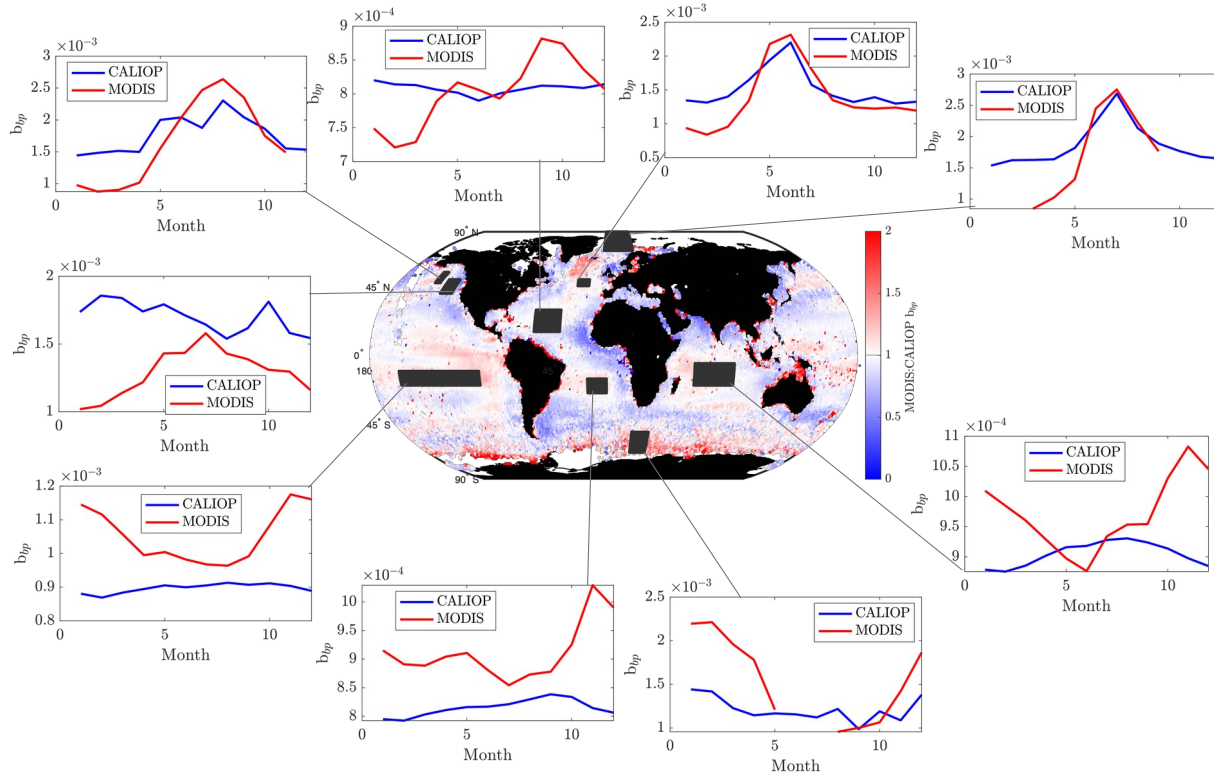 ×10⁻³
3
2.5
2
1.5
1
b_bp
0
5
10
Month
CALIOP
MODIS
×10⁻⁴
9
8
7
6
7
b_bp
0
5
10
Month
CALIOP
MODIS
×10⁻³
2.5
2
1.5
1
0.5
b_bp
0
5
10
Month
CALIOP
MODIS
×10⁻³
3
2.5
2
1.5
1
b_bp
0
5
10
Month
CALIOP
MODIS
×10⁻³
2
1.5
1
b_bp
0
5
10
Month
CALIOP
MODIS
90° N
45° N
0°
180
45°
45° S
90° S
°
2
1.5
1
0.5
0
MODIS:CALIOP b_bp
×10⁻³
1.2
1.1
1
0.9
0.8
b_bp
0
5
10
Month
CALIOP
MODIS
×10⁻⁴
10
9.5
9
8.5
8
b_bp
0
5
10
Month
CALIOP
MODIS
×10⁻³
2.5
2
1.5
1
b_bp
0
5
10
Month
CALIOP
MODIS
×10⁻⁴
11
10.5
10
9.5
9
b_bp
0
5
10
Month
CALIOP
MODIS